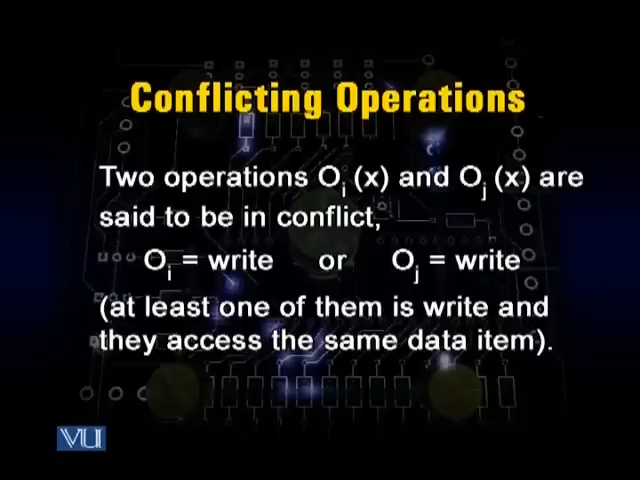 Conflicting Operations
Two operations Oi (x) and Oj (x) are
said to be in conflict,
Oi = write or Oj = write
(at least one of them is write and
they access the same data item).
VU